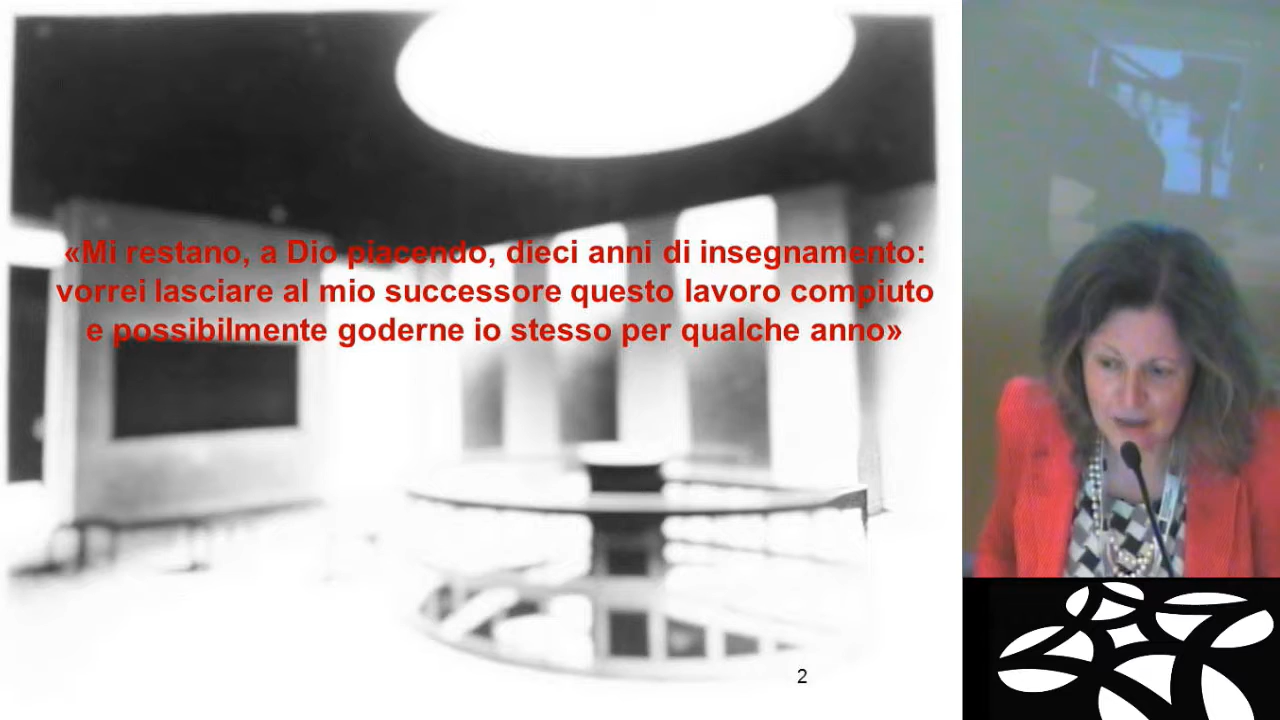 «Mi restano, a Dio piacendo, dieci anni di insegnamento:
vorrei lasciare al mio successore questo lavoro compiuto
e possibilmente goderne io stesso per qualche anno»
2